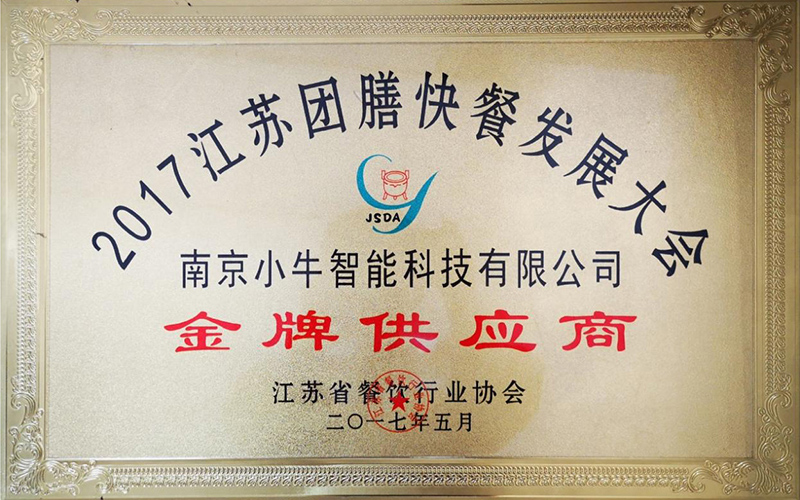 2017江苏团膳快餐发展大会
JSDA
南京小牛智能科技有限公司
金牌供应商
江苏省餐饮行业协会
二〇一七年五月